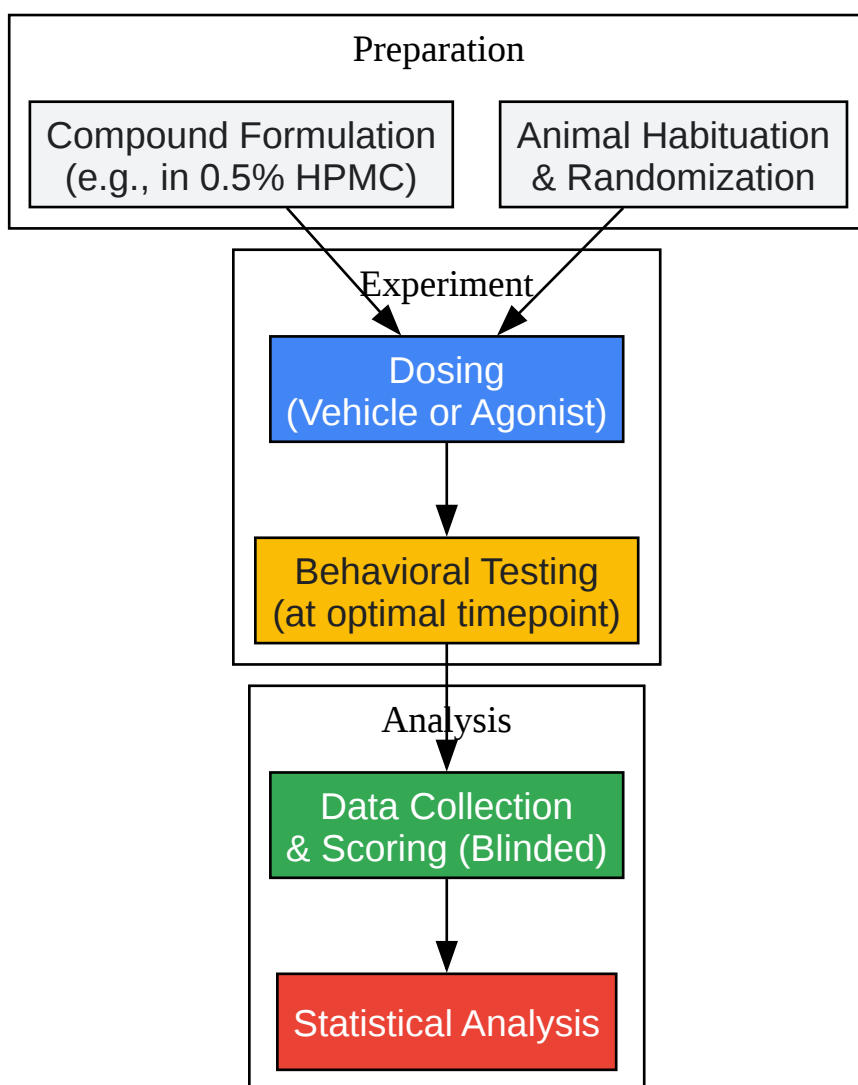 Preparation
Compound Formulation
(e.g., in 0.5% HPMC)
Animal Habituation
& Randomization
Experiment
Dosing
(Vehicle or Agonist)
Behavioral Testing
(at optimal timepoint)
Analysis
Data Collection
& Scoring (Blinded)
Statistical Analysis